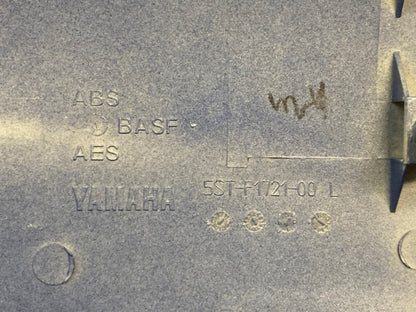 ABS
BASF
AES
YAMAHA
5ST-F1721-00 L